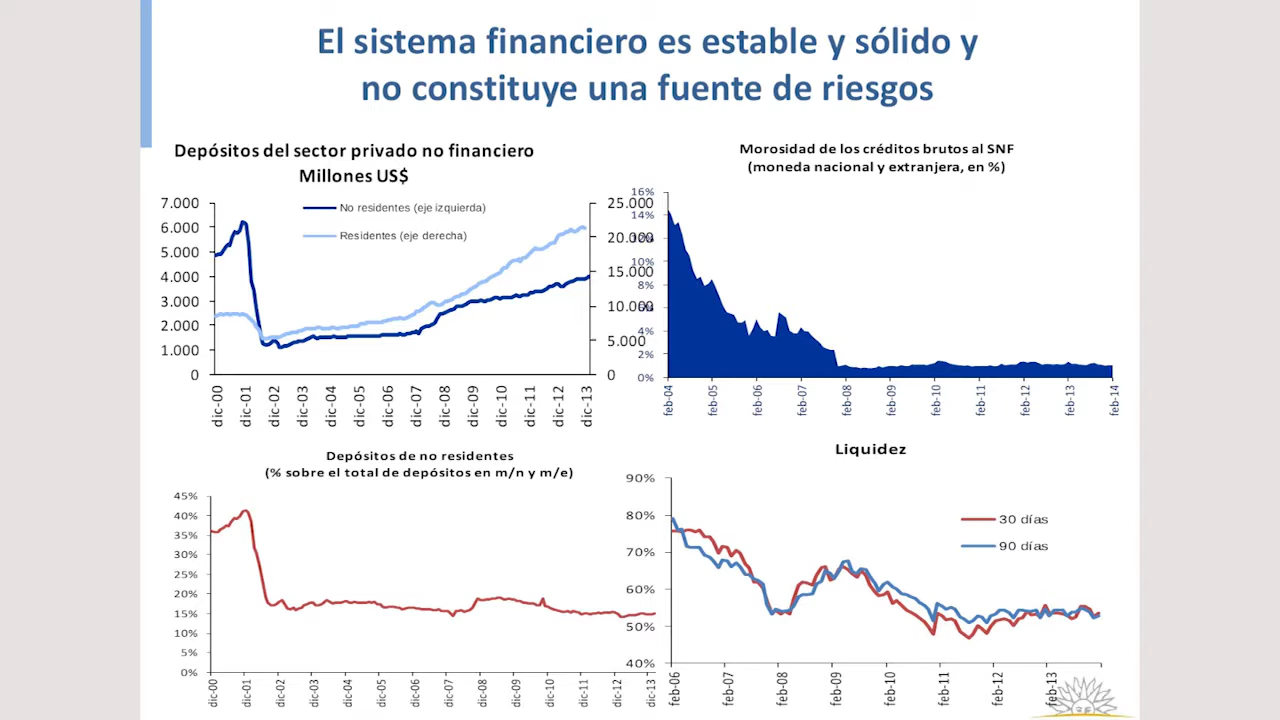 El sistema financiero es estable y sólido y
no constituye una fuente de riesgos
Depósitos del sector privado no financiero
Millones US$
7.000
6.000
5.000
4.000
3.000
2.000
1.000
0
No residentes (eje izquierda)
Residentes (eje derecha)
25.000
20.000
15.000
10.000
5.000
0
dic-00
dic-01
dic-02
dic-03
dic-04
dic-05
dic-06
dic-07
dic-08
dic-09
dic-10
dic-11
dic-12
dic-13
Morosidad de los créditos brutos al SNF
(moneda nacional y extranjera, en %)
16%
14%
12%
10%
8%
6%
4%
2%
0%
feb-04
feb-05
feb-06
feb-07
feb-08
feb-09
feb-10
feb-11
feb-12
feb-13
feb-14
Depósitos de no residentes
(% sobre el total de depósitos en m/n y m/e)
45%
40%
35%
30%
25%
20%
15%
10%
5%
0%
dic-00
dic-01
dic-02
dic-03
dic-04
dic-05
dic-06
dic-07
dic-08
dic-09
dic-10
dic-11
dic-12
dic-13
Liquidez
90%
80%
70%
60%
50%
40%
30 días
90 días
feb-06
feb-07
feb-08
feb-09
feb-10
feb-11
feb-12
feb-13